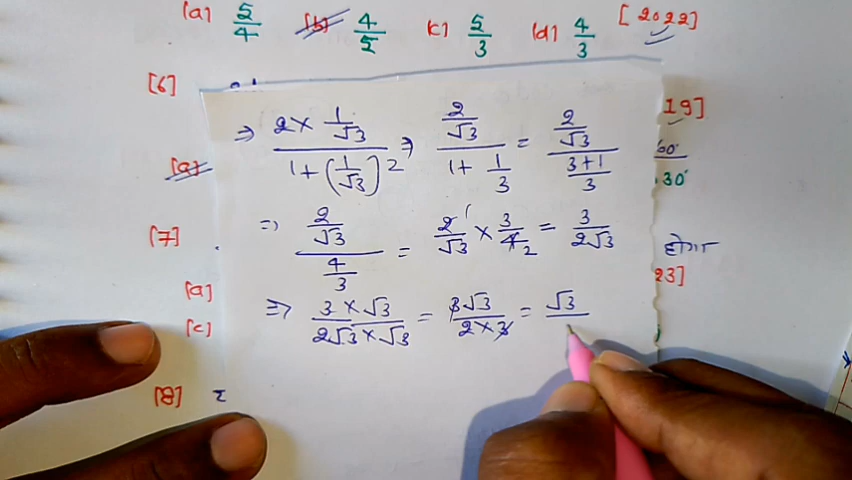 [a] 5/4 [b] 4/5 [c] 5/3 [d] 4/3 [2022]
[6]
19]
⇒ (2 × 1/√3)/(1 + (1/√3)²) ⇒ (2/√3)/(1 + 1/3) = (2/√3)/((3+1)/3)
60°
[a] 30°
⇒ (2/√3)/(4/3) = 2/√3 × 3/4 = 3/2√3
[7] होगा
23]
[a]
⇒ (3 × √3)/(2√3 × √3) = 3√3/(2 × 3) = √3/
[c]
[8]